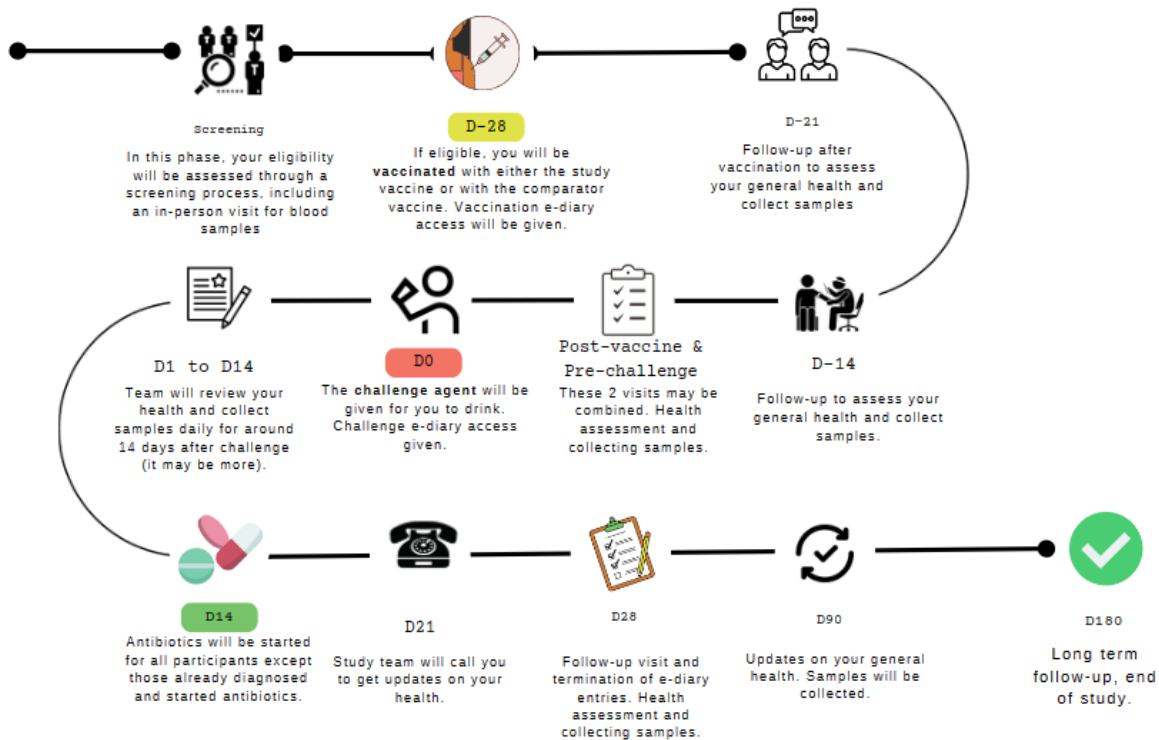 Screening
In this phase, your eligibility
will be assessed through a
screening process, including
an in-person visit for blood
samples
D-28
If eligible, you will be
vaccinated with either the study
vaccine or with the comparator
vaccine. Vaccination e-diary
access will be given.
D-21
Follow-up after
vaccination to assess
your general health and
collect samples
D-14
Follow-up to assess your
general health and collect
samples.
Post-vaccine &
Pre-challenge
These 2 visits may be
combined. Health
assessment and
collecting samples.
D0
The challenge agent will be
given for you to drink.
Challenge e-diary access
given.
D1 to D14
Team will review your
health and collect
samples daily for around
14 days after challenge
(it may be more).
D14
Antibiotics will be started
for all participants except
those already diagnosed
and started antibiotics.
D21
Study team will call you
to get updates on your
health.
D28
Follow-up visit and
termination of e-diary
entries. Health
assessment and
collecting samples.
D90
Updates on your general
health. Samples will be
collected.
D180
Long term
follow-up, end
of study.